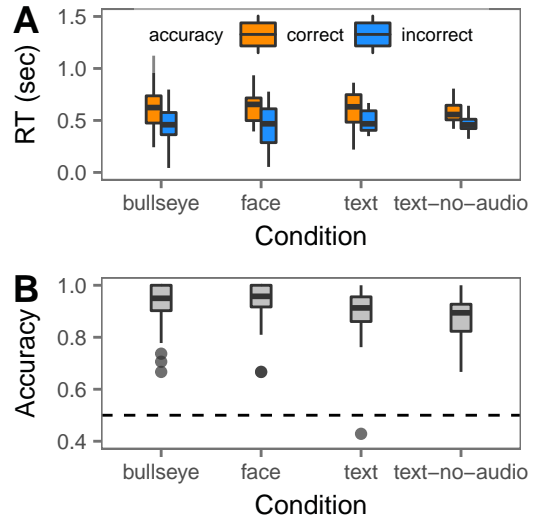 A
RT (sec)
1.5
1.0
0.5
0.0
accuracy correct incorrect
bullseye face text text−no−audio
Condition
B
Accuracy
1.0
0.8
0.6
0.4
bullseye face text text−no−audio
Condition